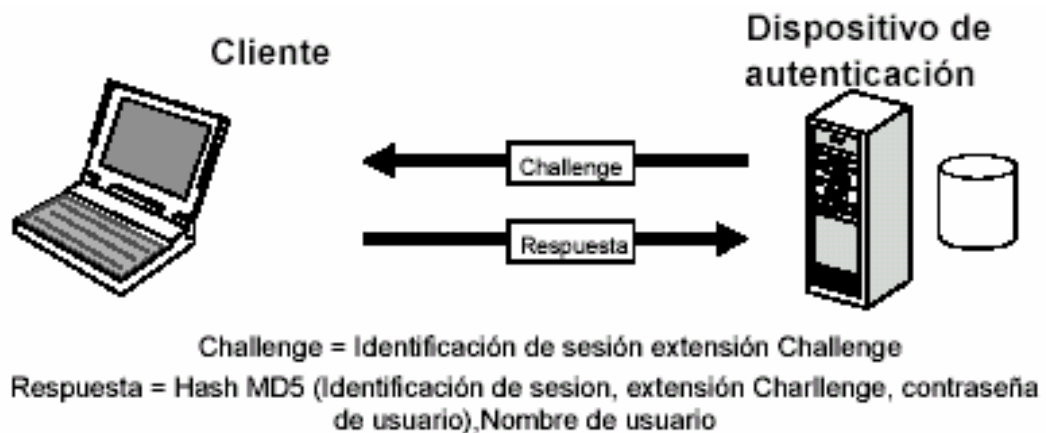 Cliente
Dispositivo de
autenticación
Challenge
Respuesta
Challenge = Identificación de sesión extensión Challenge
Respuesta = Hash MD5 (Identificación de sesion, extensión Charllenge, contraseña
de usuario),Nombre de usuario